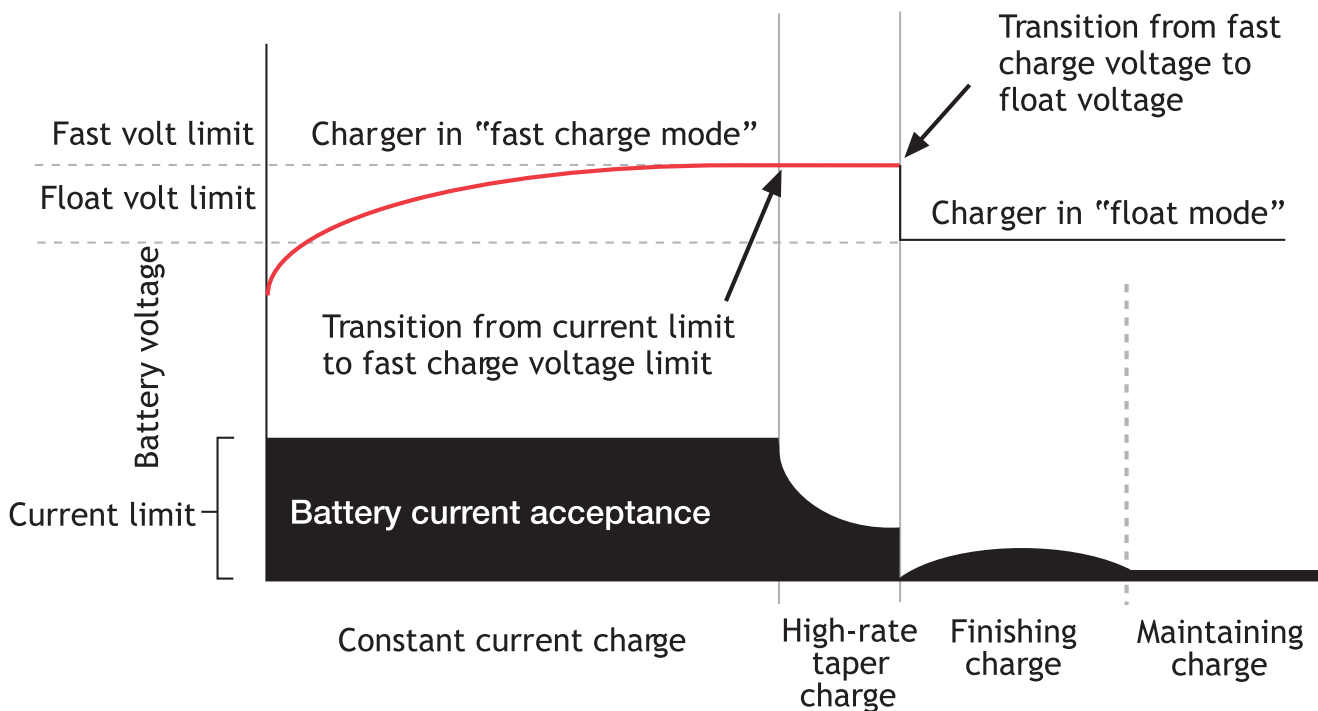 Transition from fast
charge voltage to
float voltage
Fast volt limit
Charger in “fast charge mode”
Float volt limit
Charger in “float mode”
Battery voltage
Transition from current limit
to fast charge voltage limit
Current limit
Battery current acceptance
Constant current charge
High-rate
taper
charge
Finishing
charge
Maintaining
charge